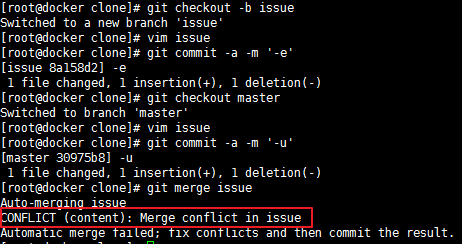 [root@docker clone]# git checkout -b issue
Switched to a new branch 'issue'
[root@docker clone]# vim issue
[root@docker clone]# git commit -a -m '-e'
[issue 8a158d2] -e
 1 file changed, 1 insertion(+), 1 deletion(-)
[root@docker clone]# git checkout master
Switched to branch 'master'
[root@docker clone]# vim issue
[root@docker clone]# git commit -a -m '-u'
[master 30975b8] -u
 1 file changed, 1 insertion(+), 1 deletion(-)
[root@docker clone]# git merge issue
Auto-merging issue
CONFLICT (content): Merge conflict in issue
Automatic merge failed; fix conflicts and then commit the result.